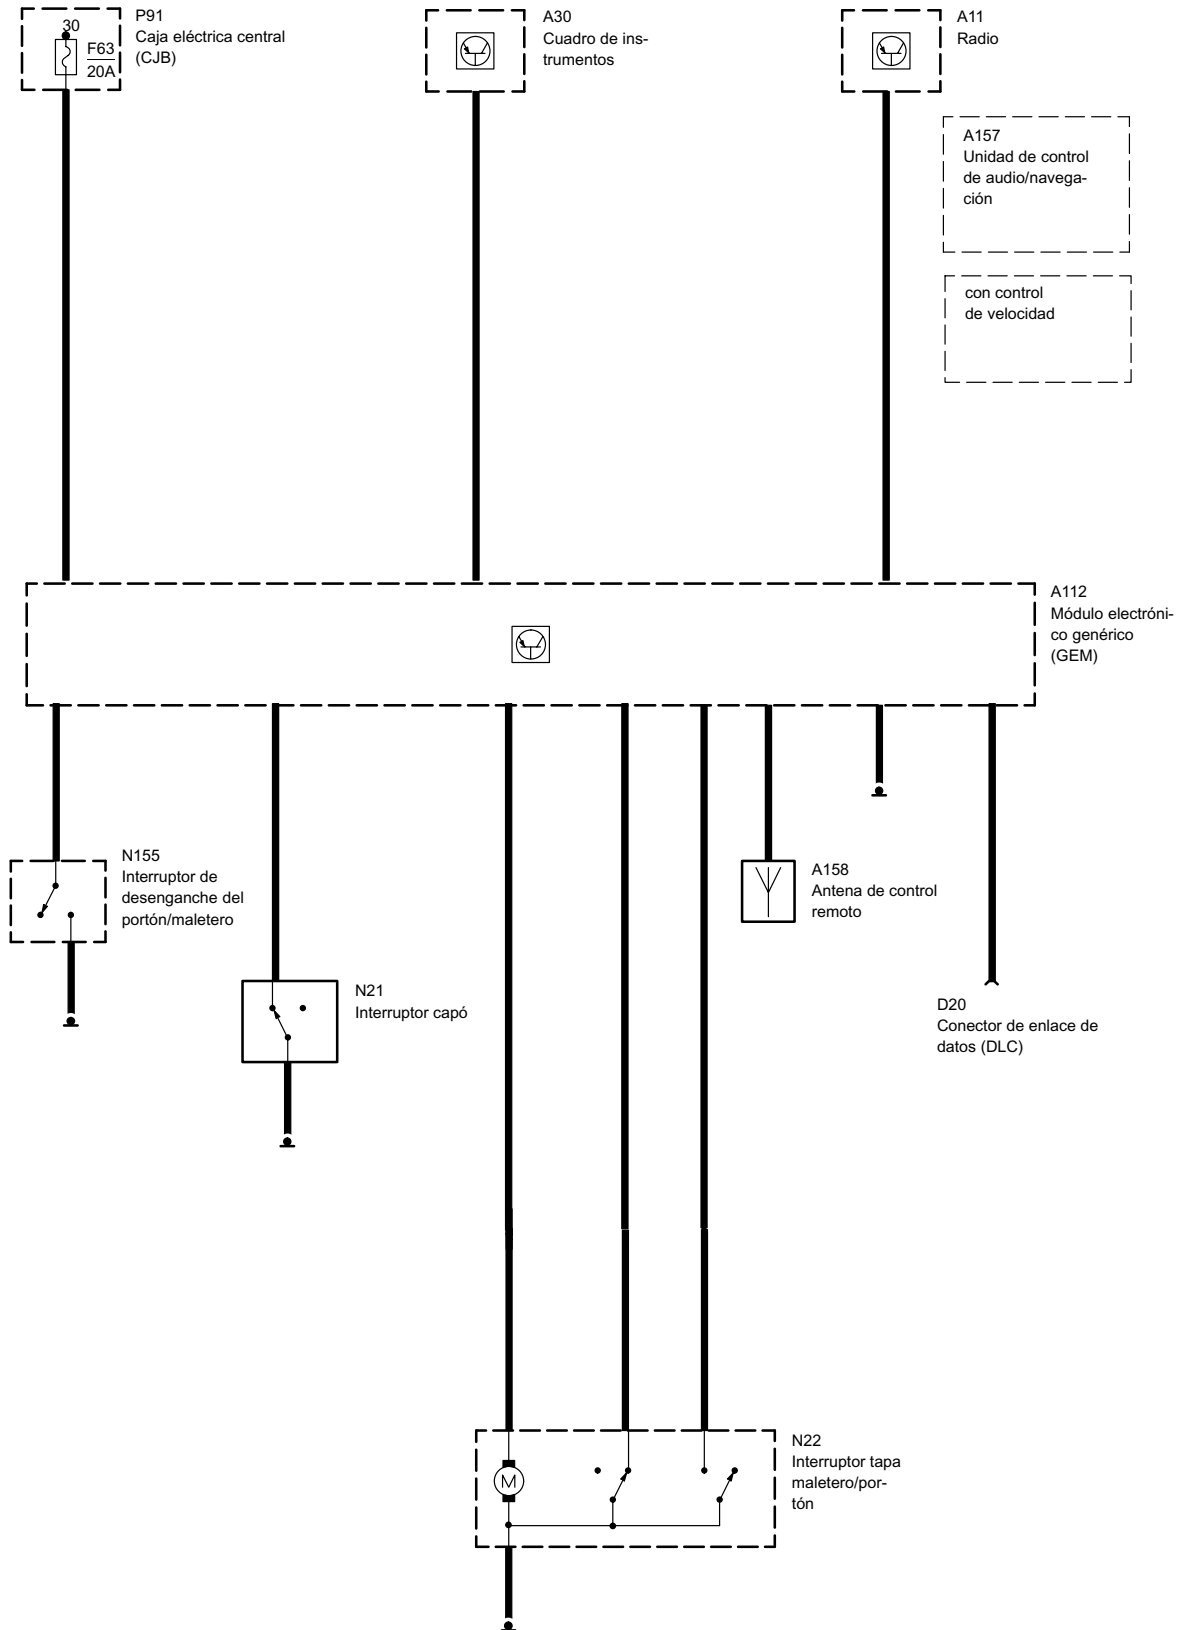 P91
Caja eléctrica central
(CJB)
30
F63
20A
A30
Cuadro de ins-
trumentos
A11
Radio
A157
Unidad de control
de audio/navega-
ción
con control
de velocidad
A112
Módulo electróni-
co genérico
(GEM)
N155
Interruptor de
desenganche del
portón/maletero
A158
Antena de control
remoto
N21
Interruptor capó
D20
Conector de enlace de
datos (DLC)
N22
Interruptor tapa
maletero/por-
tón
M